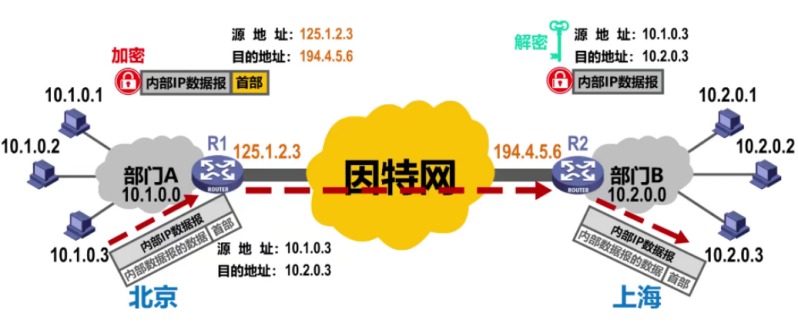 源 地 址：125.1.2.3
目的地址：194.4.5.6
加密
内部IP数据报 首部
解密
源 地 址：10.1.0.3
目的地址：10.2.0.3
内部IP数据报
10.1.0.1
10.1.0.2
10.1.0.3
部门A
10.1.0.0
R1
ROUTER
125.1.2.3
因特网
194.4.5.6
R2
ROUTER
部门B
10.2.0.0
10.2.0.1
10.2.0.2
10.2.0.3
内部IP数据报
内部数据报的数据 首部
源 地 址：10.1.0.3
目的地址：10.2.0.3
内部IP数据报
内部数据报的数据 首部
北京
上海